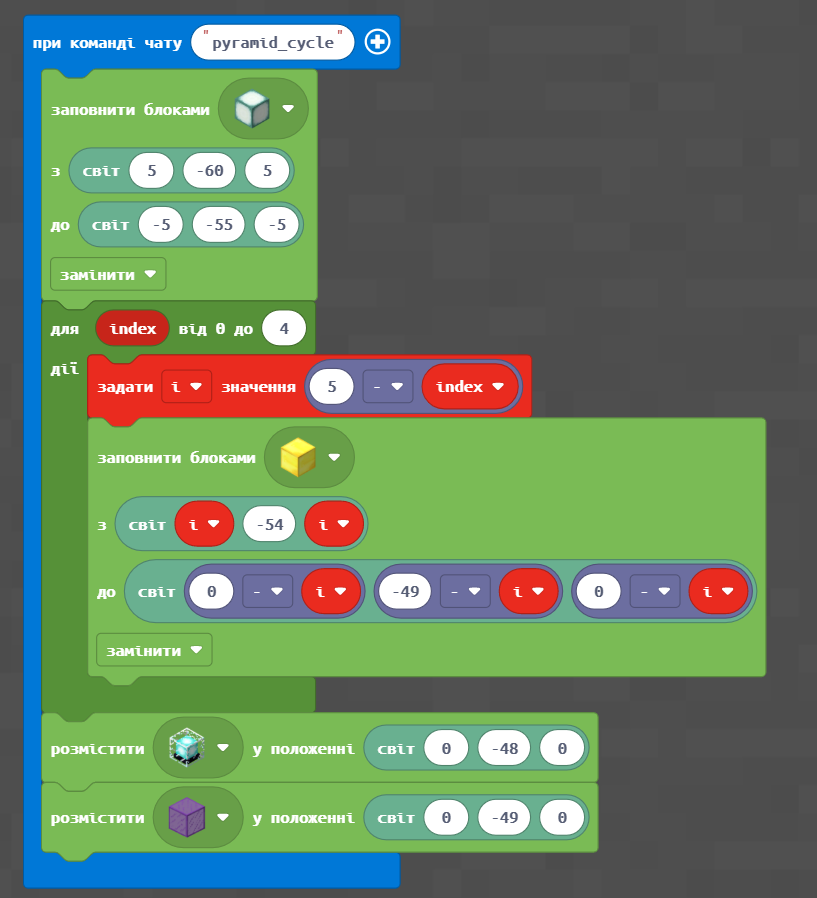 при команді чату "pyramid_cycle"
заповнити блоками
з світ 5 -60 5
до світ -5 -55 -5
замінити
для index від 0 до 4
дії
задати i значення 5 - index
заповнити блоками
з світ i -54 i
до світ 0 - i -49 - i 0 - i
замінити
розмістити у положенні світ 0 -48 0
розмістити у положенні світ 0 -49 0